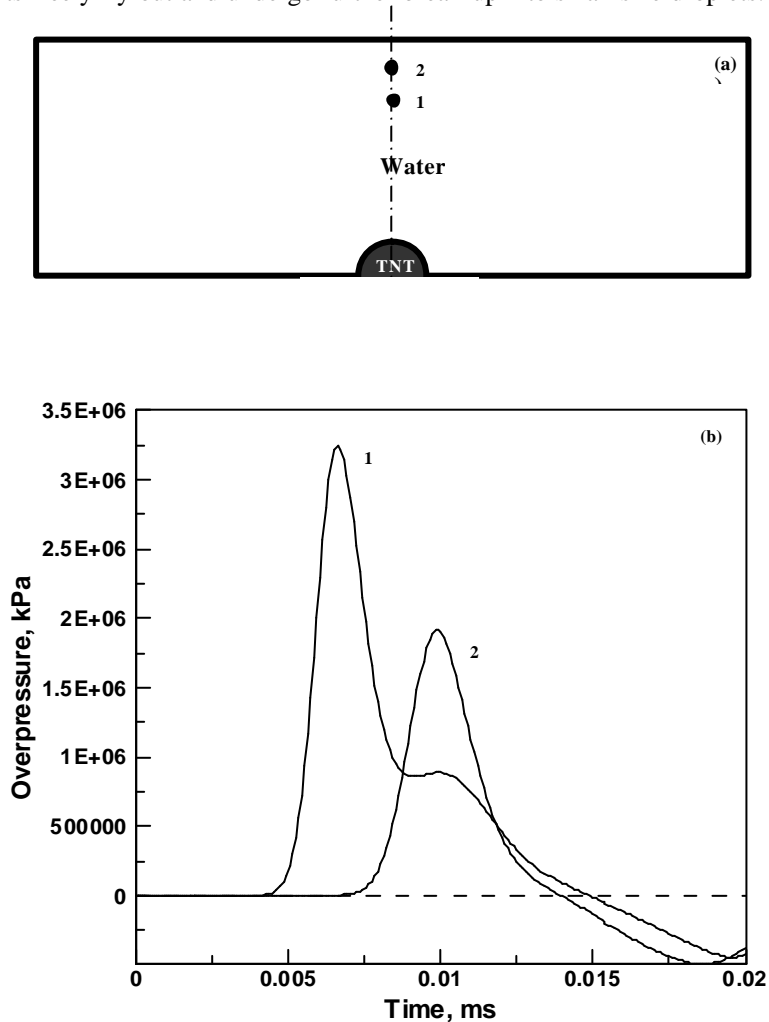 (a)
2
1
Water
TNT
3.5E+06
(b)
1
3E+06
2.5E+06
2E+06
2
1.5E+06
1E+06
500000
0
Overpressure, kPa
0 0.005 0.01 0.015 0.02
Time, ms